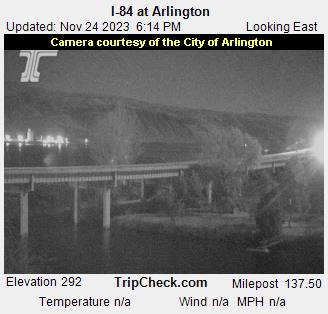 I-84 at Arlington
Updated: Nov 24 2023 6:14 PM Looking East
Camera courtesy of the City of Arlington
Elevation 292 TripCheck.com Milepost 137.50
Temperature n/a Wind n/a MPH n/a